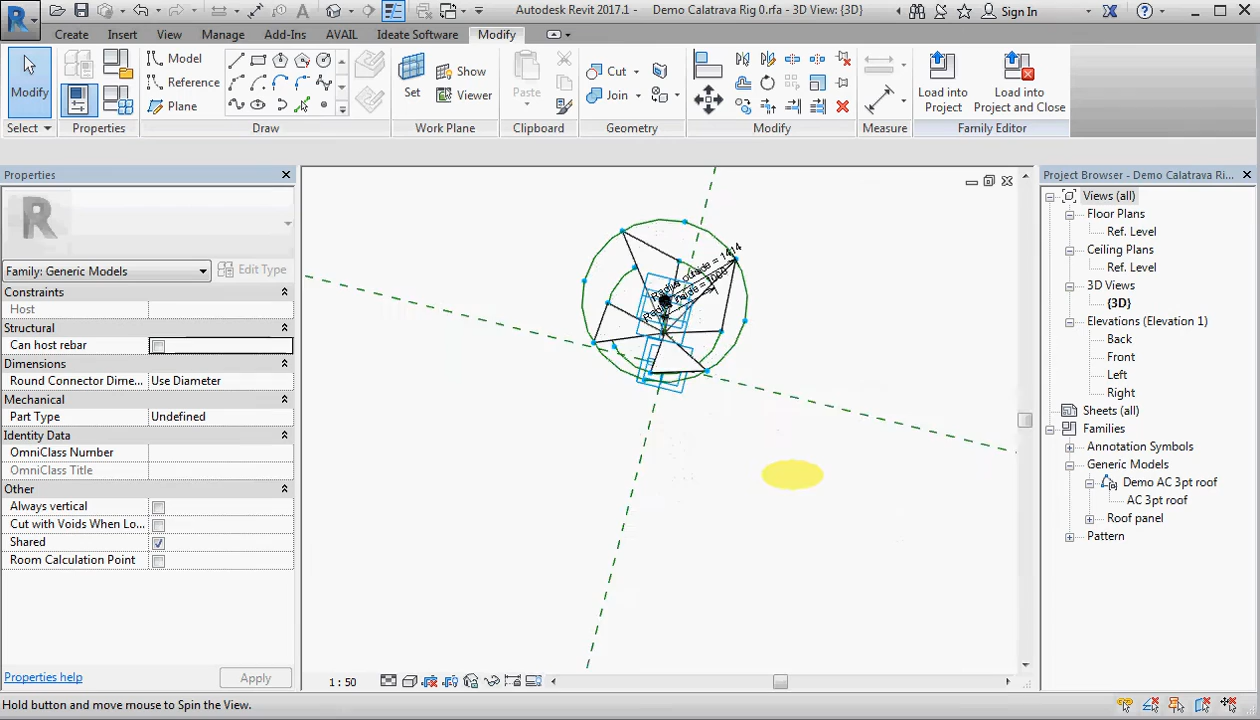 Autodesk Revit 2017.1 - Demo Calatrava Rig 0.rfa - 3D View: {3D}
Sign In
Create Insert View Manage Add-Ins AVAIL Ideate Software Modify
Modify
Select
Properties
Model
Reference
Plane
Draw
Set
Show
Viewer
Work Plane
Paste
Clipboard
Cut
Join
Geometry
Modify
Measure
Load into
Project
Load into
Project and Close
Family Editor
Properties
Family: Generic Models
Edit Type
Constraints
Host
Structural
Can host rebar
Dimensions
Round Connector Dime... Use Diameter
Mechanical
Part Type Undefined
Identity Data
OmniClass Number
OmniClass Title
Other
Always vertical
Cut with Voids When Lo...
Shared
Room Calculation Point
Properties help
Apply
Radius outside = 1414
Radius inside = 1000
1 : 50
Project Browser - Demo Calatrava Ri...
Views (all)
Floor Plans
Ref. Level
Ceiling Plans
Ref. Level
3D Views
{3D}
Elevations (Elevation 1)
Back
Front
Left
Right
Sheets (all)
Families
Annotation Symbols
Generic Models
Demo AC 3pt roof
AC 3pt roof
Roof panel
Pattern
Hold button and move mouse to Spin the View.